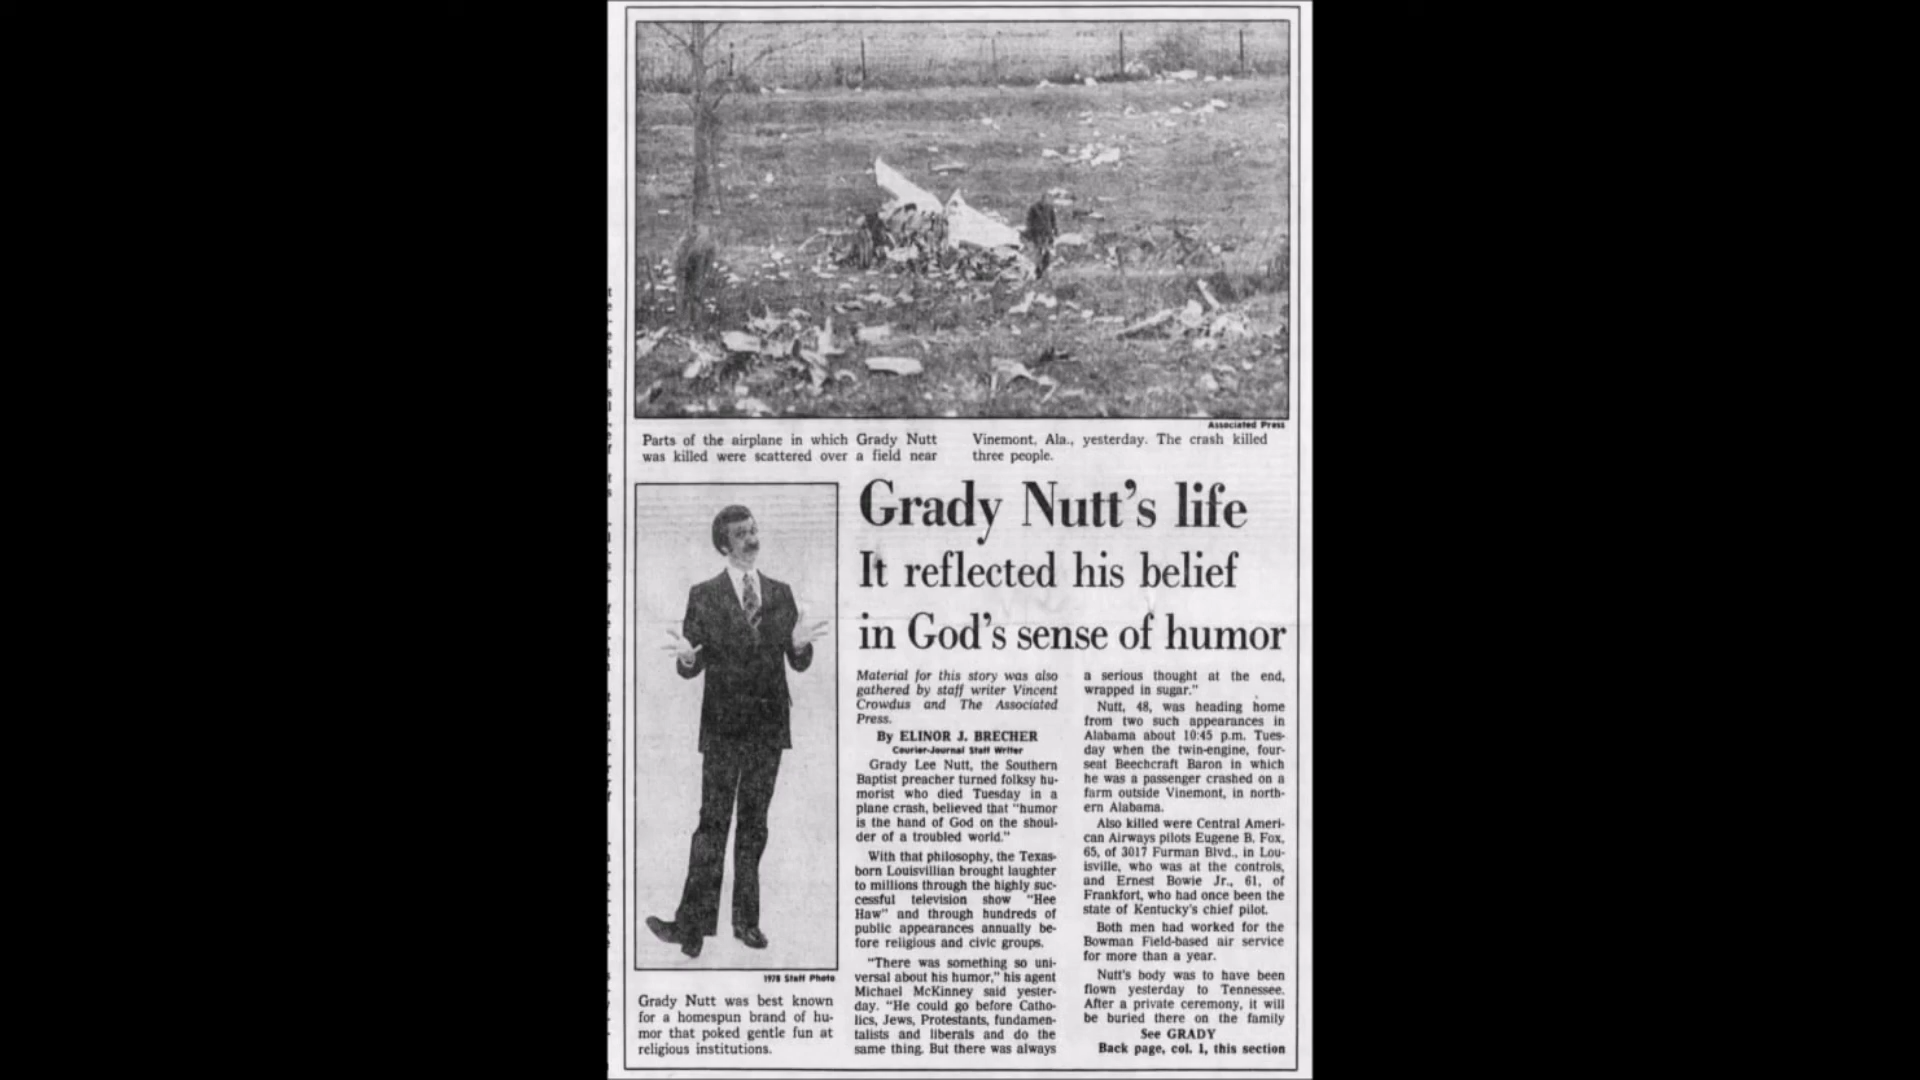 Associated Press
Parts of the airplane in which Grady Nutt
was killed were scattered over a field near
Vinemont, Ala., yesterday. The crash killed
three people.
Grady Nutt's life
It reflected his belief
in God's sense of humor
1978 Staff Photo
Grady Nutt was best known
for a homespun brand of hu-
mor that poked gentle fun at
religious institutions.
Material for this story was also
gathered by staff writer Vincent
Crowdus and The Associated
Press.
By ELINOR J. BRECHER
Courier-Journal Staff Writer
Grady Lee Nutt, the Southern
Baptist preacher turned folksy hu-
morist who died Tuesday in a
plane crash, believed that "humor
is the hand of God on the shoul-
der of a troubled world."
With that philosophy, the Texas-
born Louisvillian brought laughter
to millions through the highly suc-
cessful television show "Hee
Haw" and through hundreds of
public appearances annually be-
fore religious and civic groups.
"There was something so uni-
versal about his humor," his agent
Michael McKinney said yester-
day. "He could go before Catho-
lics, Jews, Protestants, fundamen-
talists and liberals and do the
same thing. But there was always
a serious thought at the end,
wrapped in sugar."
Nutt, 48, was heading home
from two such appearances in
Alabama about 10:45 p.m. Tues-
day when the twin-engine, four-
seat Beechcraft Baron in which
he was a passenger crashed on a
farm outside Vinemont, in north-
ern Alabama.
Also killed were Central Ameri-
can Airways pilots Eugene B. Fox,
65, of 3017 Furman Blvd., in Lou-
isville, who was at the controls,
and Ernest Bowie Jr., 61, of
Frankfort, who had once been the
state of Kentucky's chief pilot.
Both men had worked for the
Bowman Field-based air service
for more than a year.
Nutt's body was to have been
flown yesterday to Tennessee.
After a private ceremony, it will
be buried there on the family
See GRADY
Back page, col. 1, this section